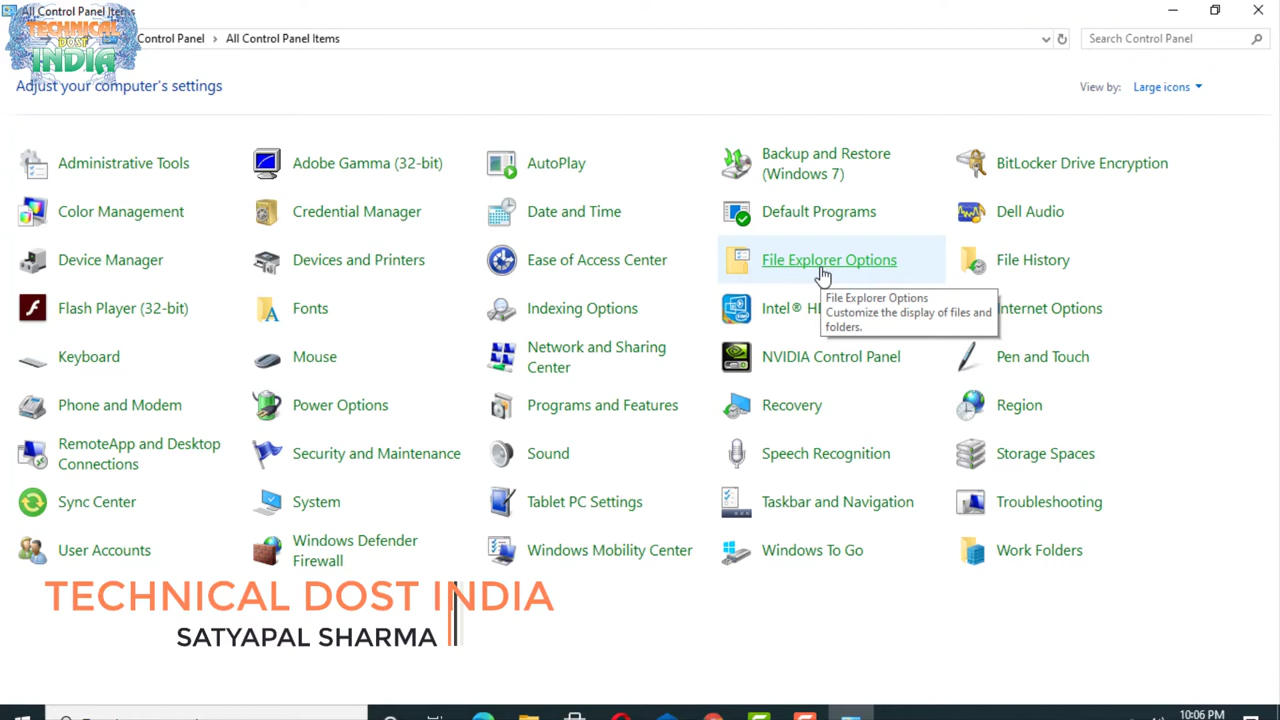 All Control Panel Items
TECHNICAL
DOST
INDIA
Control Panel > All Control Panel Items
Search Control Panel
Adjust your computer's settings
View by: Large icons
Administrative Tools
Adobe Gamma (32-bit)
AutoPlay
Backup and Restore
(Windows 7)
BitLocker Drive Encryption
Color Management
Credential Manager
Date and Time
Default Programs
Dell Audio
Device Manager
Devices and Printers
Ease of Access Center
File Explorer Options
File History
Flash Player (32-bit)
Fonts
Indexing Options
Intel® H
Internet Options
File Explorer Options
Customize the display of files and
folders.
Keyboard
Mouse
Network and Sharing
Center
NVIDIA Control Panel
Pen and Touch
Phone and Modem
Power Options
Programs and Features
Recovery
Region
RemoteApp and Desktop
Connections
Security and Maintenance
Sound
Speech Recognition
Storage Spaces
Sync Center
System
Tablet PC Settings
Taskbar and Navigation
Troubleshooting
User Accounts
Windows Defender
Firewall
Windows Mobility Center
Windows To Go
Work Folders
TECHNICAL DOST INDIA
SATYAPAL SHARMA
10:06 PM